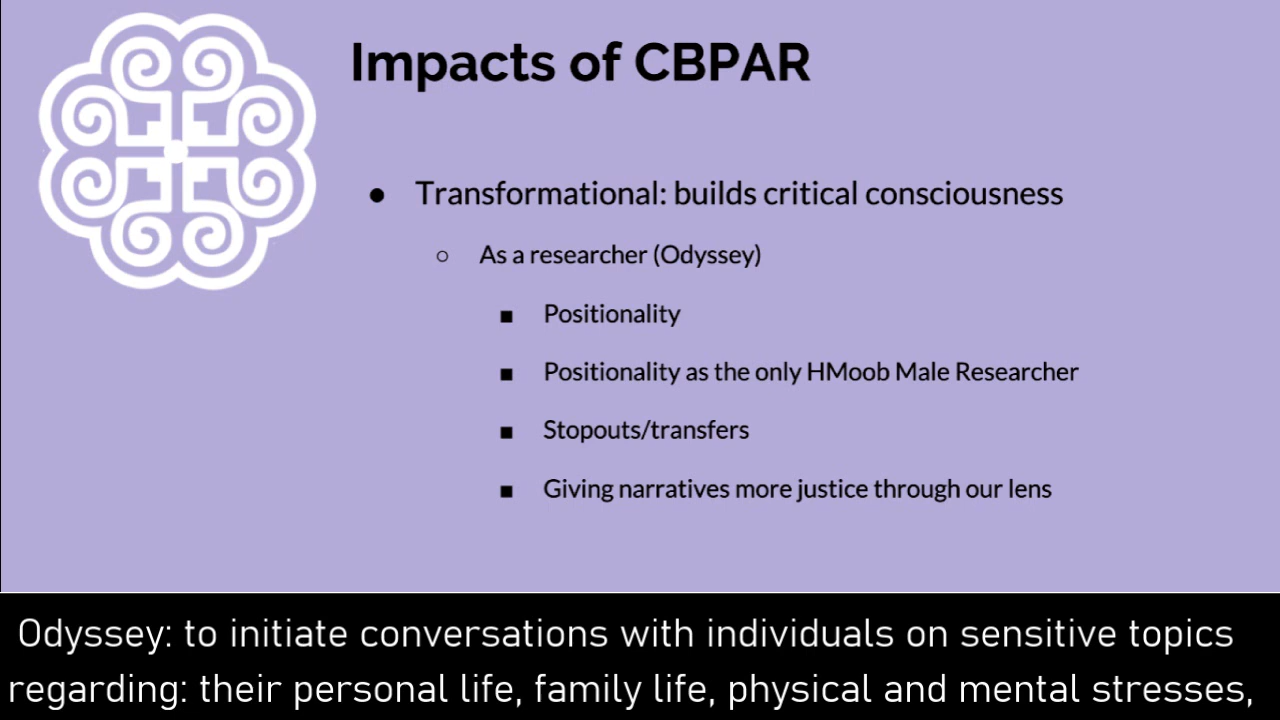 Impacts of CBPAR
● Transformational: builds critical consciousness
○ As a researcher (Odyssey)
■ Positionality
■ Positionality as the only HMoob Male Researcher
■ Stopouts/transfers
■ Giving narratives more justice through our lens
Odyssey: to initiate conversations with individuals on sensitive topics
regarding: their personal life, family life, physical and mental stresses,